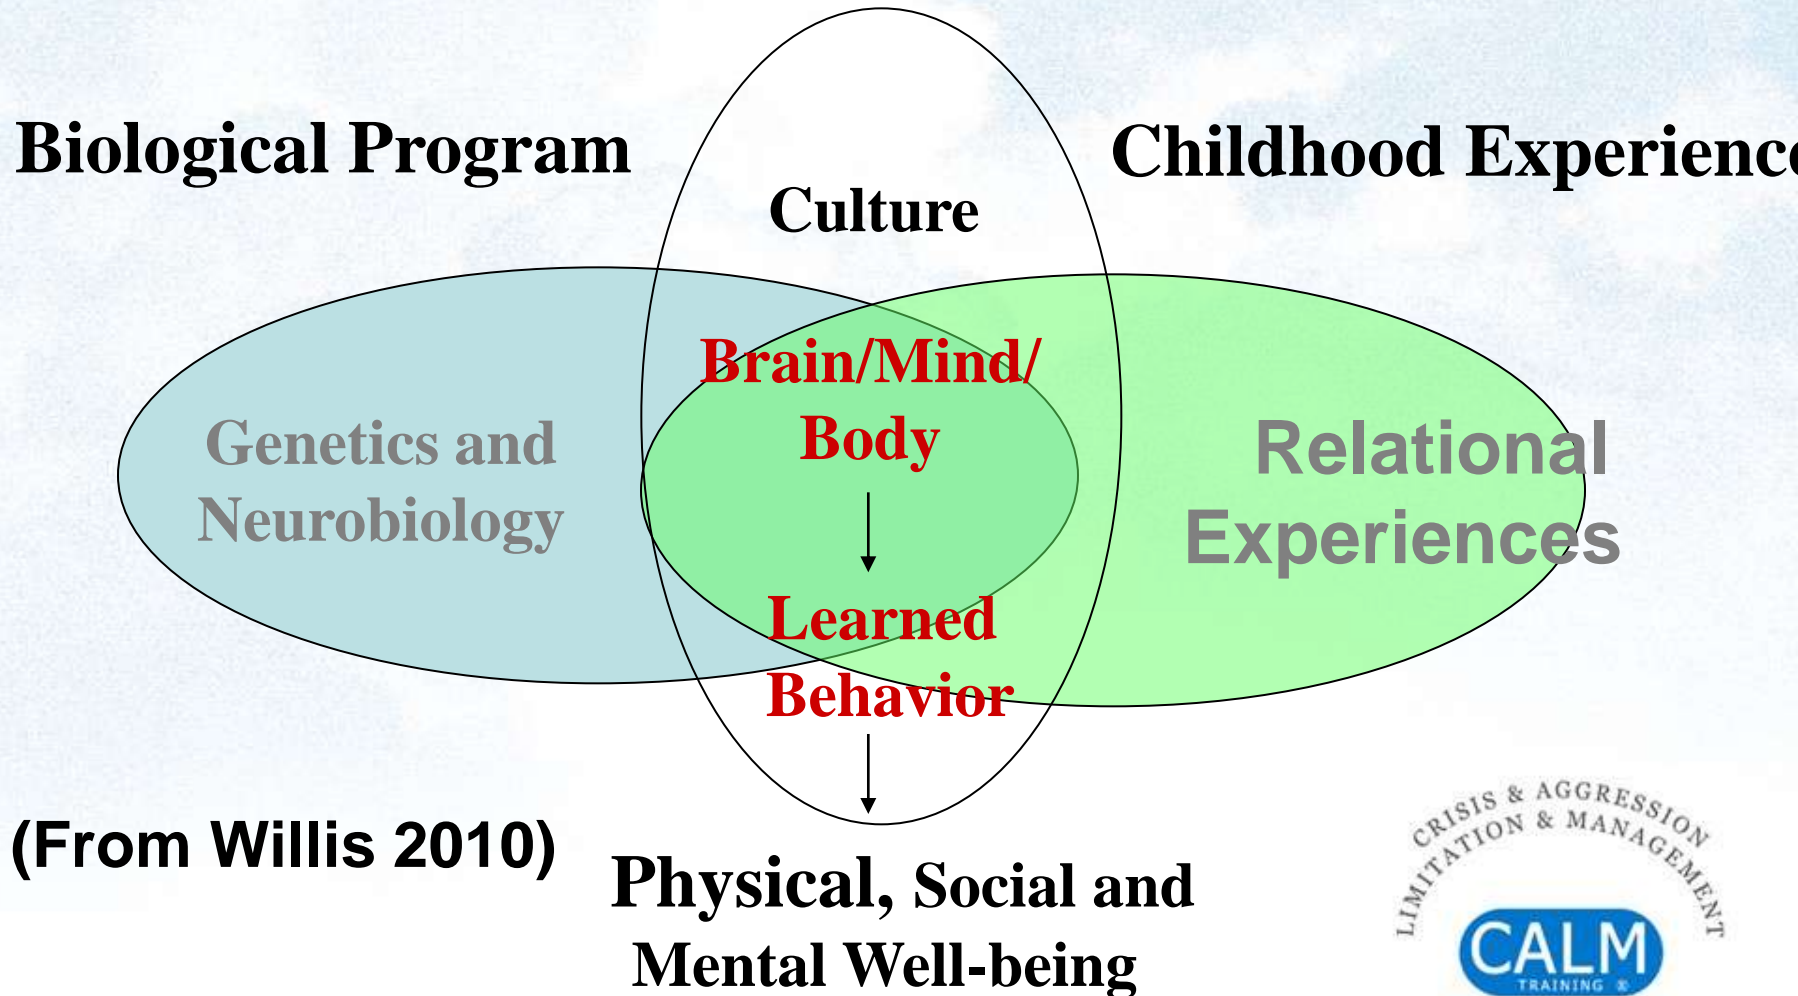 Biological Program
Childhood Experience
Culture
Brain/Mind/
Body
Genetics and
Neurobiology
Relational
Experiences
Learned
Behavior
(From Willis 2010)
Physical, Social and
Mental Well-being
CRISIS & AGGRESSION
LIMITATION & MANAGEMENT
CALM
TRAINING ®